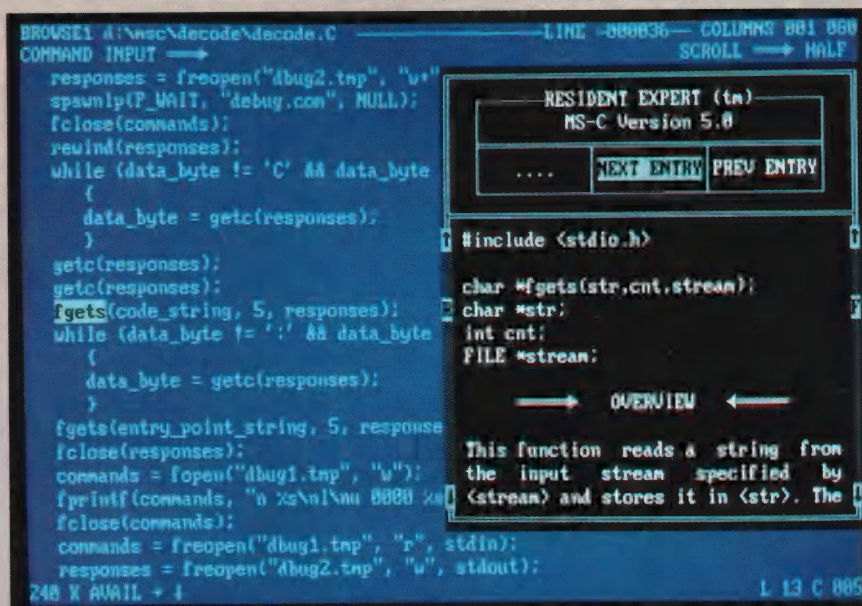 BROWSE1 d:\msc\decode\decode.C LINE -000036- COLUMNS 001 080
COMMAND INPUT SCROLL HALF
responses = freopen("dbug2.tmp", "w+"
spawnlp(P_WAIT, "debug.com", NULL);
fclose(commands);
rewind(responses);
while (data_byte != 'C' && data_byte
{
data_byte = getc(responses);
}
getc(responses);
getc(responses);
fgets(code_string, 5, responses);
while (data_byte != ':' && data_byte
{
data_byte = getc(responses);
}
fgets(entry_point_string, 5, response
fclose(responses);
commands = fopen("dbug1.tmp", "w");
fprintf(commands, "n %s\nl\nu 0000
fclose(commands);
commands = freopen("dbug1.tmp", "r", stdin);
responses = freopen("dbug2.tmp", "w", stdout);
240 K AVAIL L 13 C 005
RESIDENT EXPERT (tm)
MS-C Version 5.0
.... NEXT ENTRY PREV ENTRY
#include <stdio.h>
char *fgets(str,cnt,stream);
char *str;
int cnt;
FILE *stream;
OVERVIEW
This function reads a string from
the input stream specified by
<stream> and stores it in <str>. The